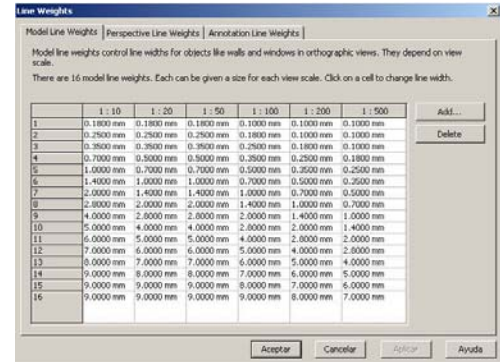 Line Weights
Model Line Weights Perspective Line Weights Annotation Line Weights
Model line weights control line widths for objects like walls and windows in orthographic views. They depend on view
scale.
There are 16 model line weights. Each can be given a size for each view scale. Click on a cell to change line width.
1 : 10 1 : 20 1 : 50 1 : 100 1 : 200 1 : 500 Add...
1 0.1800 mm 0.1800 mm 0.1800 mm 0.1000 mm 0.1000 mm 0.1000 mm
2 0.2500 mm 0.2500 mm 0.2500 mm 0.1800 mm 0.1000 mm 0.1000 mm Delete
3 0.3500 mm 0.3500 mm 0.3500 mm 0.2500 mm 0.1800 mm 0.1000 mm
4 0.7000 mm 0.5000 mm 0.5000 mm 0.3500 mm 0.2500 mm 0.1800 mm
5 1.0000 mm 0.7000 mm 0.7000 mm 0.5000 mm 0.3500 mm 0.2500 mm
6 1.4000 mm 1.0000 mm 1.0000 mm 0.7000 mm 0.5000 mm 0.3500 mm
7 2.0000 mm 1.4000 mm 1.4000 mm 1.0000 mm 0.7000 mm 0.5000 mm
8 2.8000 mm 2.0000 mm 2.0000 mm 1.4000 mm 1.0000 mm 0.7000 mm
9 4.0000 mm 2.8000 mm 2.8000 mm 2.0000 mm 1.4000 mm 1.0000 mm
10 5.0000 mm 4.0000 mm 4.0000 mm 2.8000 mm 2.0000 mm 1.4000 mm
11 6.0000 mm 5.0000 mm 5.0000 mm 4.0000 mm 2.8000 mm 2.0000 mm
12 7.0000 mm 6.0000 mm 6.0000 mm 5.0000 mm 4.0000 mm 2.8000 mm
13 8.0000 mm 7.0000 mm 7.0000 mm 6.0000 mm 5.0000 mm 4.0000 mm
14 9.0000 mm 8.0000 mm 8.0000 mm 7.0000 mm 6.0000 mm 5.0000 mm
15 9.0000 mm 9.0000 mm 9.0000 mm 8.0000 mm 7.0000 mm 6.0000 mm
16 9.0000 mm 9.0000 mm 9.0000 mm 9.0000 mm 8.0000 mm 7.0000 mm
Aceptar Cancelar Aplicar Ayuda